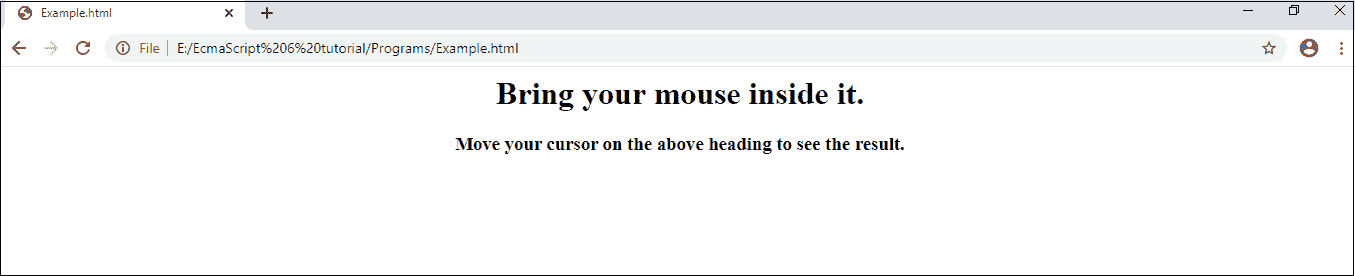 Example.html
File E:/EcmaScript%206%20tutorial/Programs/Example.html
Bring your mouse inside it.
Move your cursor on the above heading to see the result.